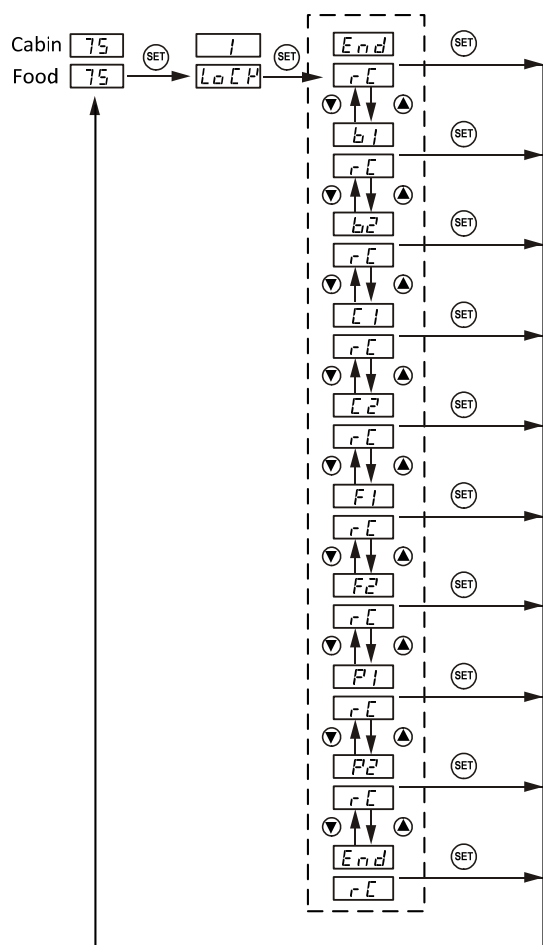 Cabin 75 SET 1 SET End SET
Food 75 LoCK rC
b1 SET
rC
b2 SET
rC
C1 SET
rC
C2 SET
rC
F1 SET
rC
F2 SET
rC
P1 SET
rC
P2 SET
rC
End SET
rC